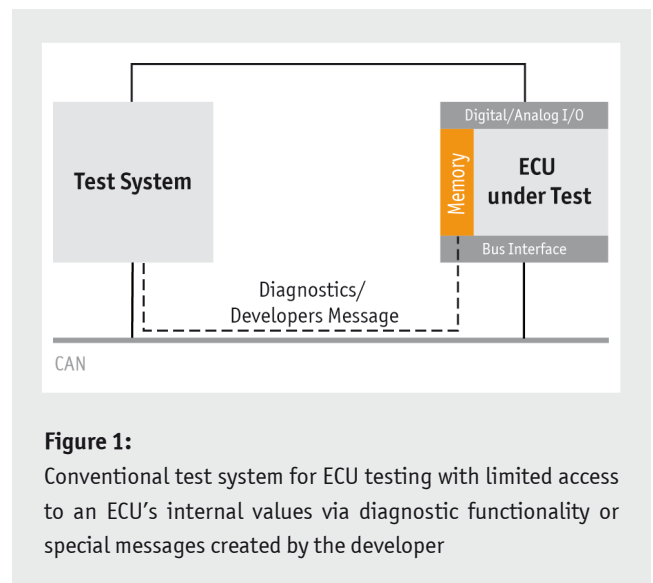 Digital/Analog I/O
Test System
Memory
ECU
under Test
Bus Interface
Diagnostics/
Developers Message
CAN
Figure 1:
Conventional test system for ECU testing with limited access
to an ECU's internal values via diagnostic functionality or
special messages created by the developer